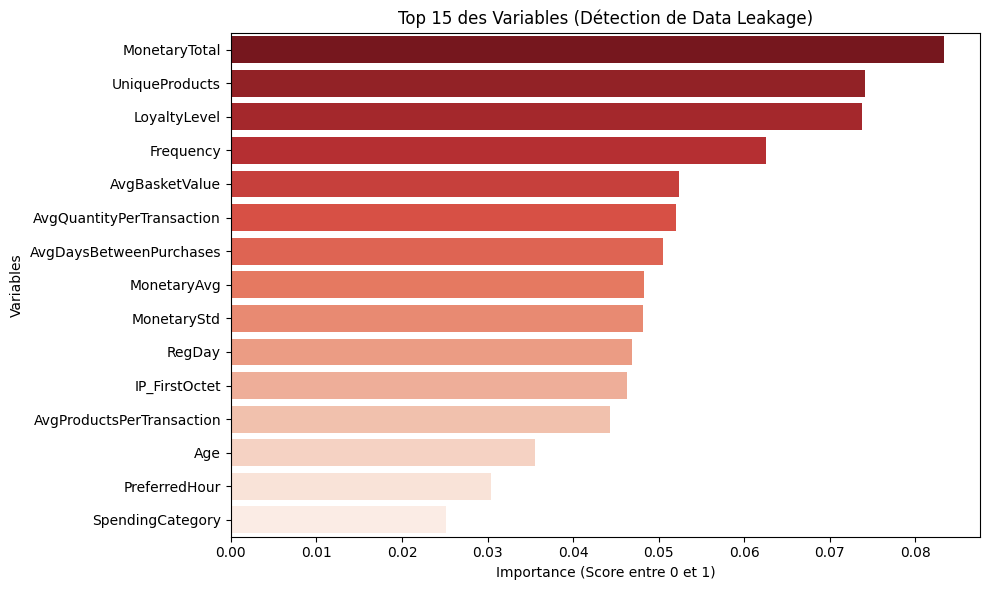 Top 15 des Variables (Détection de Data Leakage)
Variables
MonetaryTotal
UniqueProducts
LoyaltyLevel
Frequency
AvgBasketValue
AvgQuantityPerTransaction
AvgDaysBetweenPurchases
MonetaryAvg
MonetaryStd
RegDay
IP_FirstOctet
AvgProductsPerTransaction
Age
PreferredHour
SpendingCategory
0.00 0.01 0.02 0.03 0.04 0.05 0.06 0.07 0.08
Importance (Score entre 0 et 1)